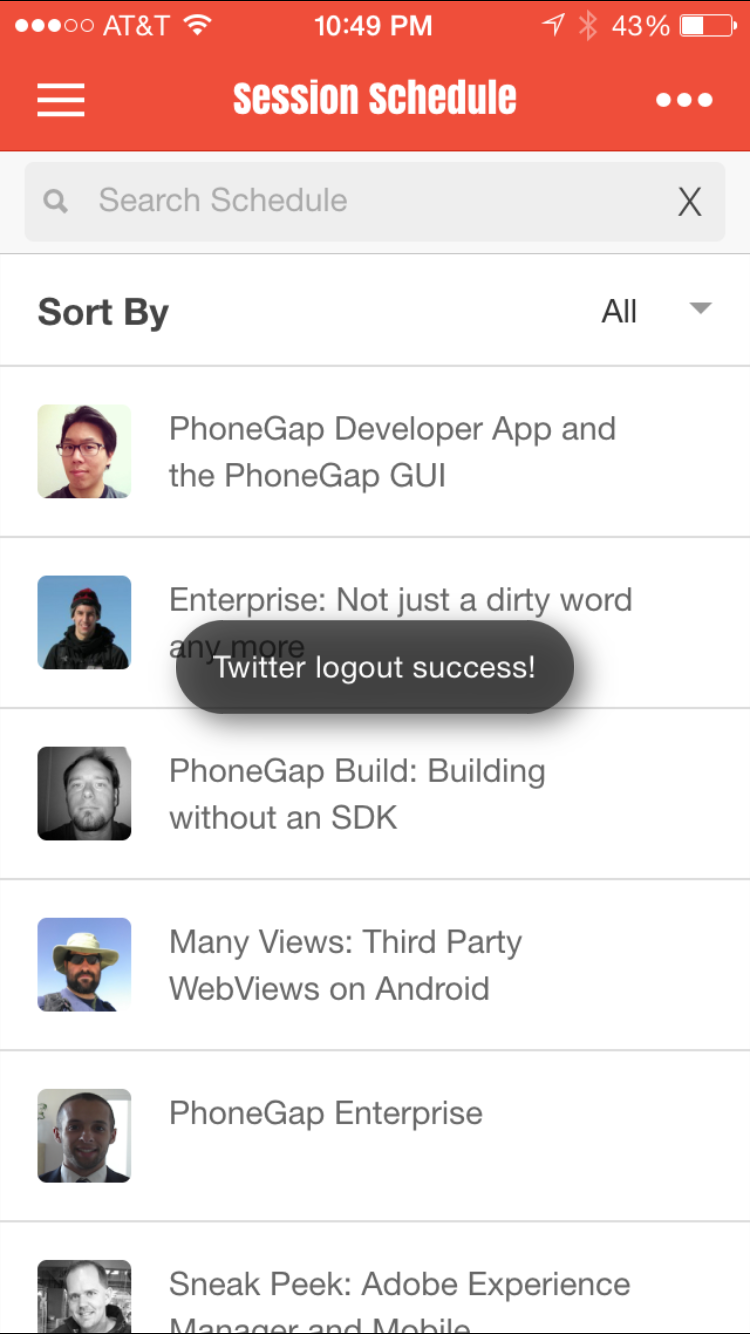 AT&T 10:49 PM 43%
Session Schedule
Search Schedule X
Sort By All
PhoneGap Developer App and
the PhoneGap GUI
Enterprise: Not just a dirty word
any more
Twitter logout success!
PhoneGap Build: Building
without an SDK
Many Views: Third Party
WebViews on Android
PhoneGap Enterprise
Sneak Peek: Adobe Experience
Manager and Mobile